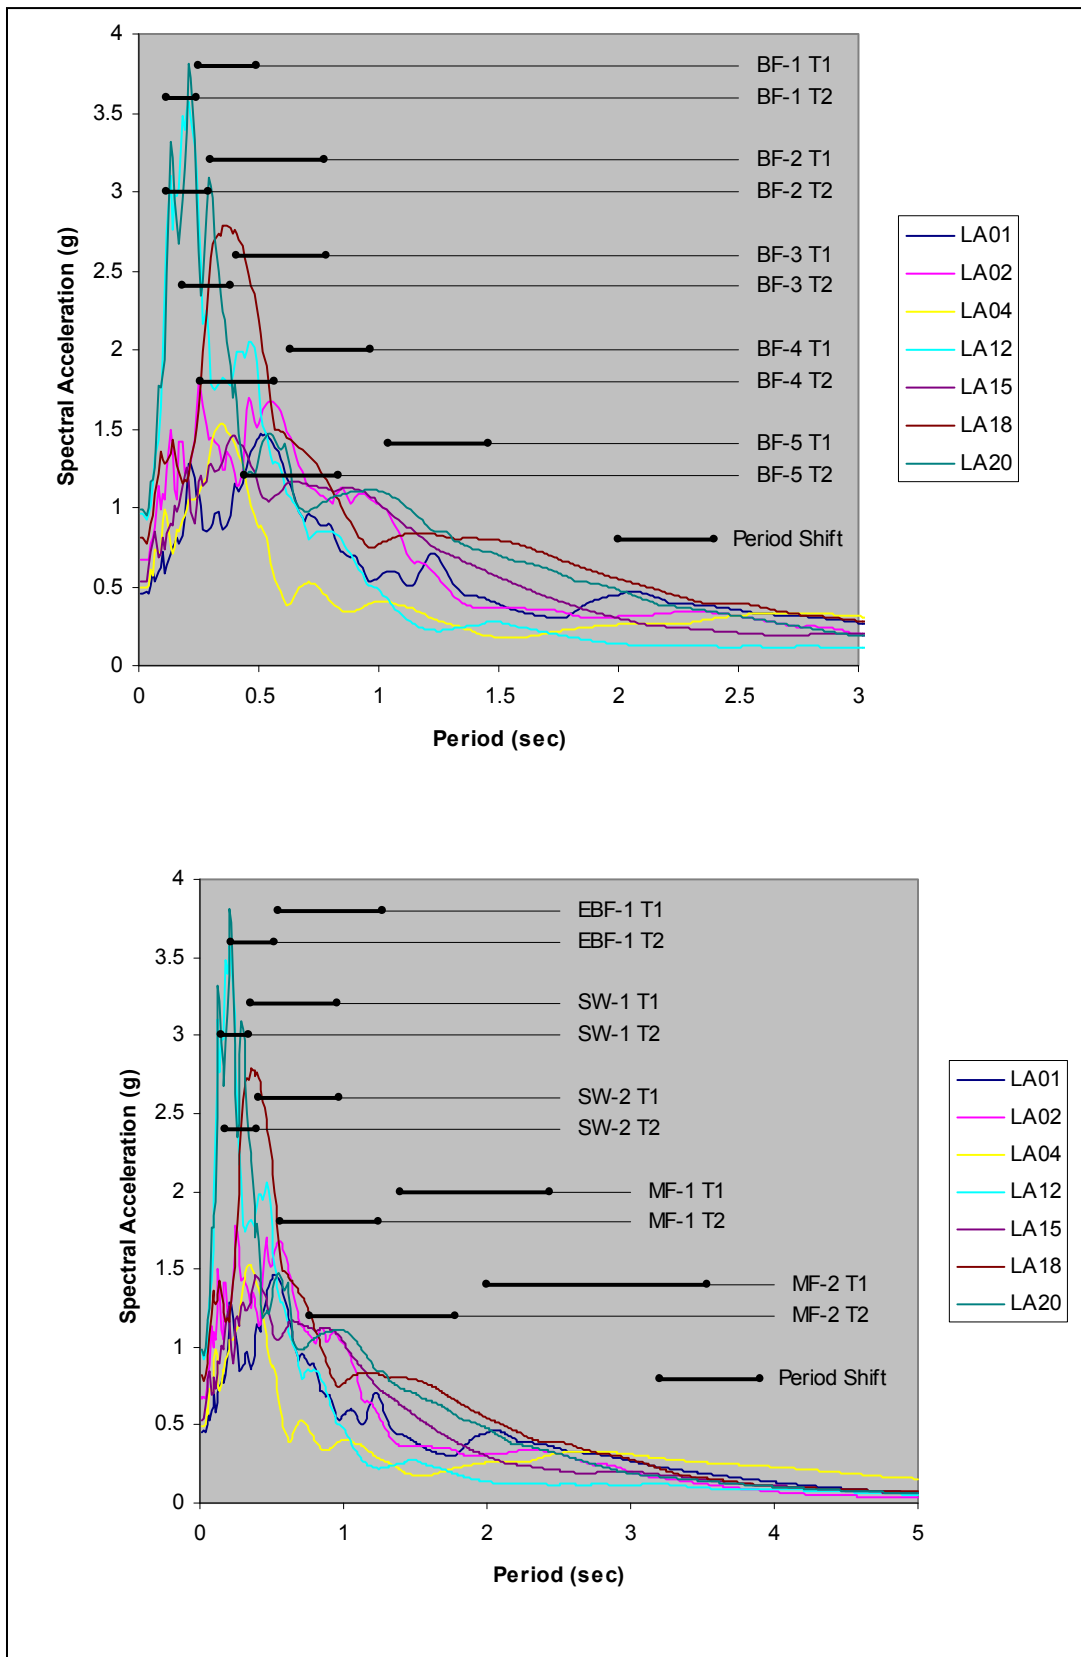 4
3.5
3
2.5
2
1.5
1
0.5
0
Spectral Acceleration (g)
BF-1 T1
BF-1 T2
BF-2 T1
BF-2 T2
BF-3 T1
BF-3 T2
BF-4 T1
BF-4 T2
BF-5 T1
BF-5 T2
Period Shift
0 0.5 1 1.5 2 2.5 3
Period (sec)
LA01
LA02
LA04
LA12
LA15
LA18
LA20
4
3.5
3
2.5
2
1.5
1
0.5
0
Spectral Acceleration (g)
EBF-1 T1
EBF-1 T2
SW-1 T1
SW-1 T2
SW-2 T1
SW-2 T2
MF-1 T1
MF-1 T2
MF-2 T1
MF-2 T2
Period Shift
0 1 2 3 4 5
Period (sec)
LA01
LA02
LA04
LA12
LA15
LA18
LA20